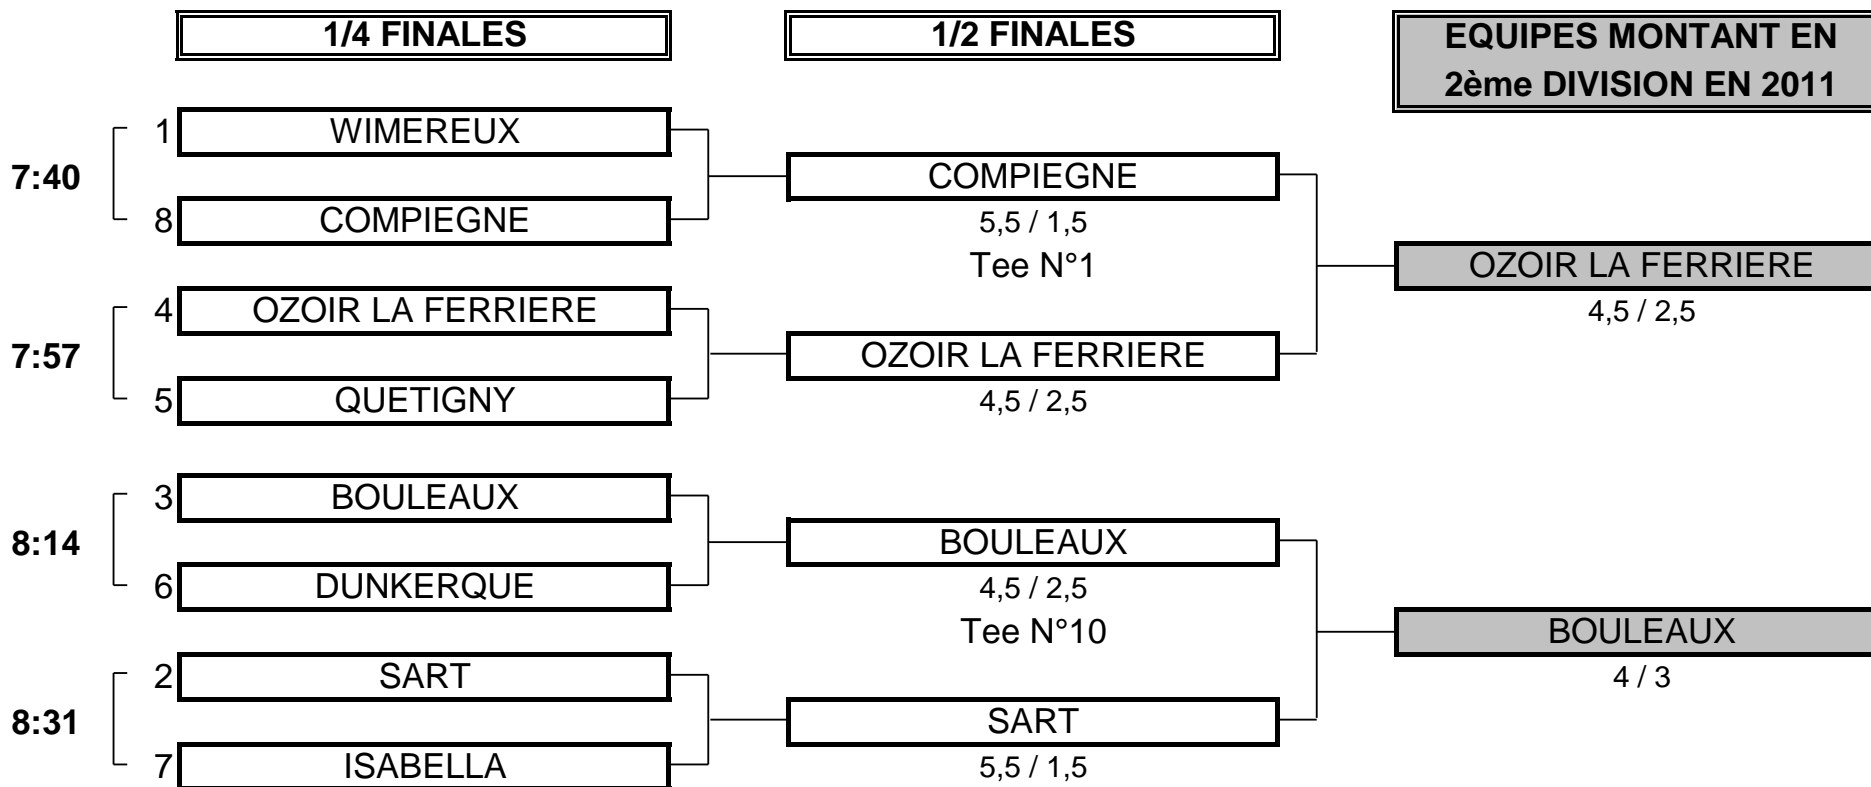 1/4 FINALES
1/2 FINALES
EQUIPES MONTANT EN
2ème DIVISION EN 2011
7:40
1 WIMEREUX
8 COMPIEGNE
COMPIEGNE
5,5 / 1,5
Tee N°1
7:57
4 OZOIR LA FERRIERE
5 QUETIGNY
OZOIR LA FERRIERE
4,5 / 2,5
OZOIR LA FERRIERE
4,5 / 2,5
8:14
3 BOULEAUX
6 DUNKERQUE
BOULEAUX
4,5 / 2,5
Tee N°10
8:31
2 SART
7 ISABELLA
SART
5,5 / 1,5
BOULEAUX
4 / 3